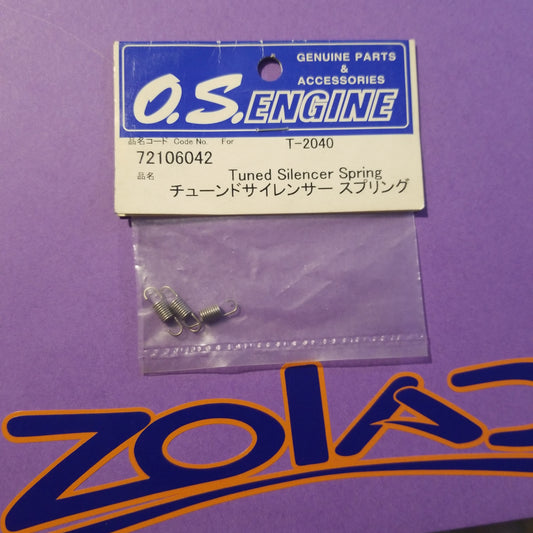 GENUINE PARTS
&
ACCESSORIES
O.S.ENGINE
品名コード Code No. For T-2040
72106042
品名 Tuned Silencer Spring
チューンドサイレンサー スプリング